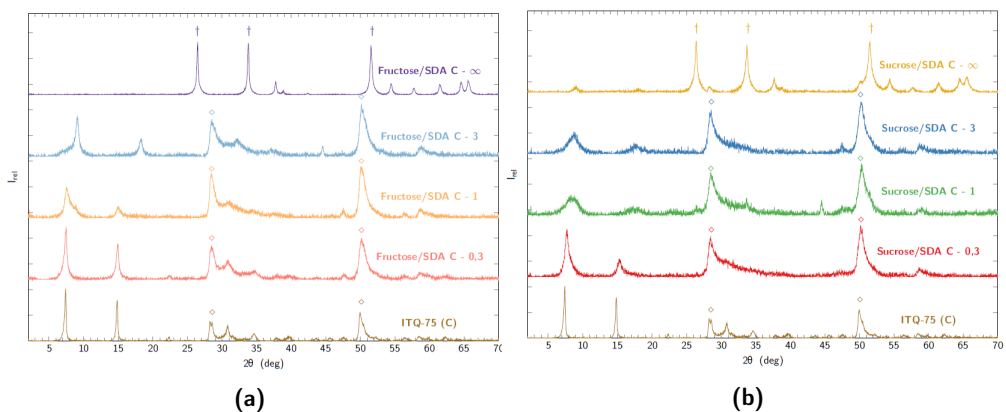 † † †
Fructose/SDA C - ∞
◇ ◇
Fructose/SDA C - 3
◇ ◇
Fructose/SDA C - 1
◇ ◇
Fructose/SDA C - 0,3
◇ ◇
ITQ-75 (C)
I rel
5 10 15 20 25 30 35 40 45 50 55 60 65 70
2θ (deg)
(a)
† † †
Sucrose/SDA C - ∞
◇ ◇
Sucrose/SDA C - 3
◇ ◇
Sucrose/SDA C - 1
◇ ◇
Sucrose/SDA C - 0,3
◇ ◇
ITQ-75 (C)
I rel
5 10 15 20 25 30 35 40 45 50 55 60 65 70
2θ (deg)
(b)